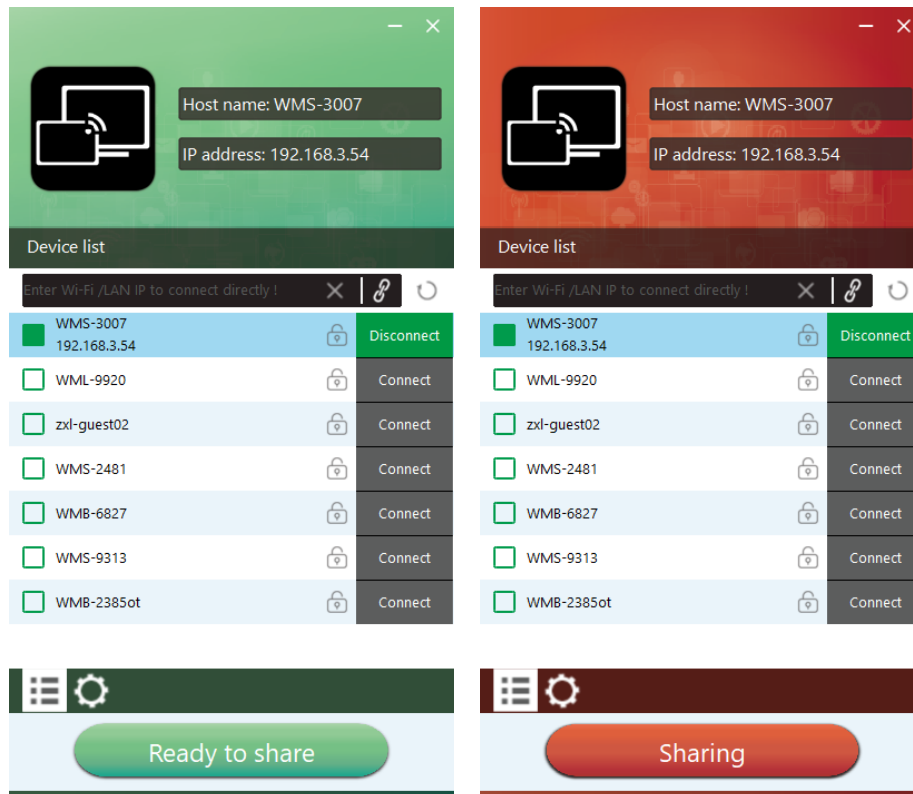 Host name: WMS-3007
IP address: 192.168.3.54
Device list
Enter Wi-Fi /LAN IP to connect directly !
WMS-3007
192.168.3.54
Disconnect
WML-9920
Connect
zxl-guest02
Connect
WMS-2481
Connect
WMB-6827
Connect
WMS-9313
Connect
WMB-2385ot
Connect
Ready to share
Host name: WMS-3007
IP address: 192.168.3.54
Device list
Enter Wi-Fi /LAN IP to connect directly !
WMS-3007
192.168.3.54
Disconnect
WML-9920
Connect
zxl-guest02
Connect
WMS-2481
Connect
WMB-6827
Connect
WMS-9313
Connect
WMB-2385ot
Connect
Sharing